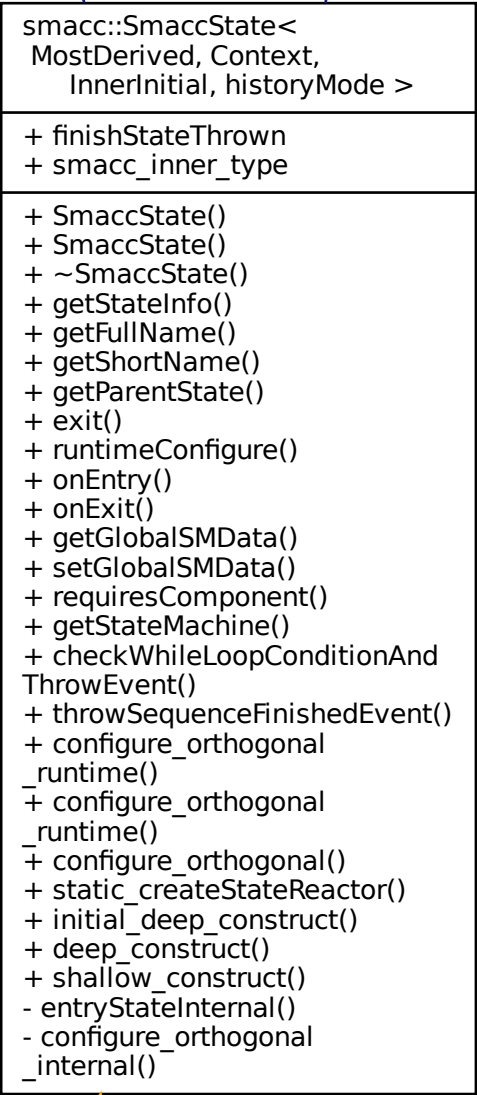 smacc::SmaccState<
MostDerived, Context,
InnerInitial, historyMode >
+ finishStateThrown
+ smacc_inner_type
+ SmaccState()
+ SmaccState()
+ ~SmaccState()
+ getStateInfo()
+ getFullName()
+ getShortName()
+ getParentState()
+ exit()
+ runtimeConfigure()
+ onEntry()
+ onExit()
+ getGlobalSMData()
+ setGlobalSMData()
+ requiresComponent()
+ getStateMachine()
+ checkWhileLoopConditionAnd
ThrowEvent()
+ throwSequenceFinishedEvent()
+ configure_orthogonal
_runtime()
+ configure_orthogonal
_runtime()
+ configure_orthogonal()
+ static_createStateReactor()
+ initial_deep_construct()
+ deep_construct()
+ shallow_construct()
- entryStateInternal()
- configure_orthogonal
_internal()